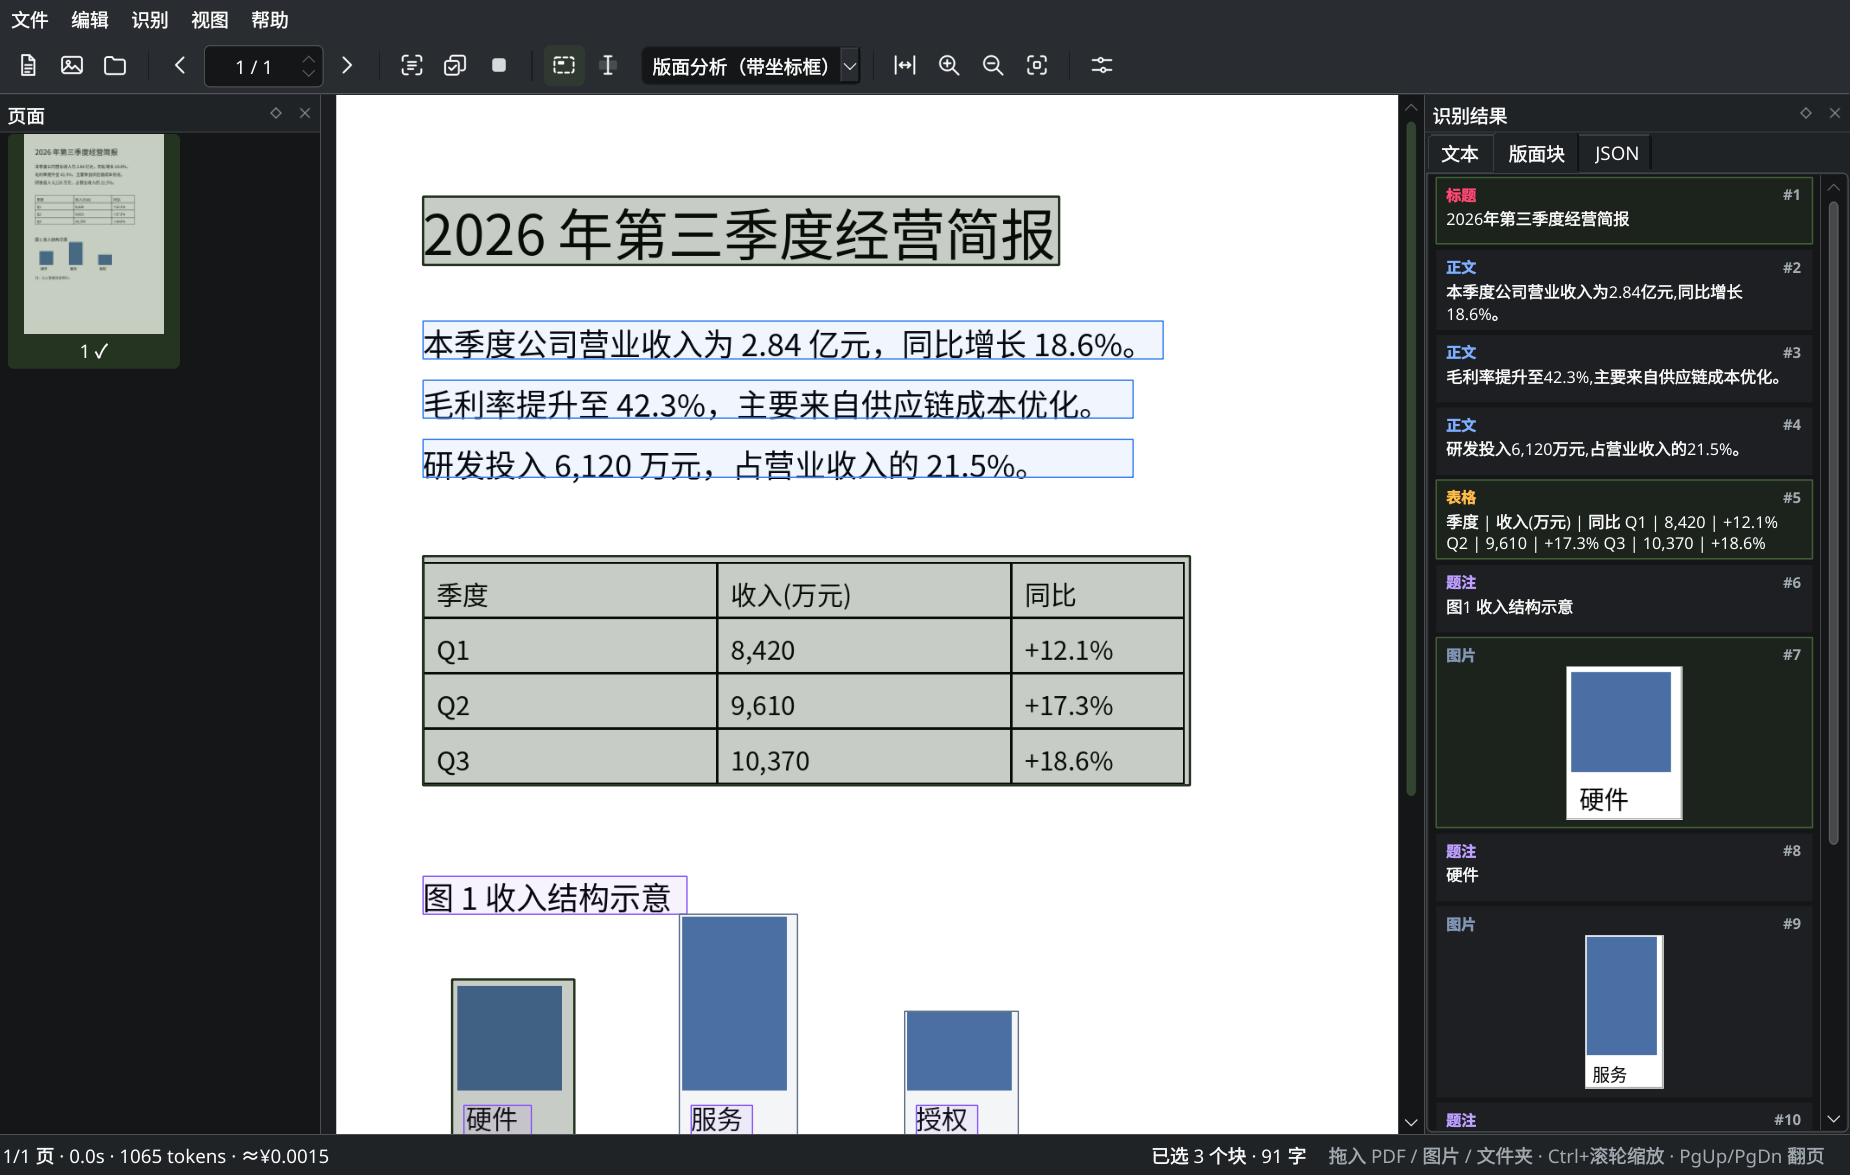 文件 编辑 识别 视图 帮助
1 / 1
版面分析（带坐标框）
页面
1 ✓
2026 年第三季度经营简报
本季度公司营业收入为 2.84 亿元，同比增长 18.6%。
毛利率提升至 42.3%，主要来自供应链成本优化。
研发投入 6,120 万元，占营业收入的 21.5%。
季度 收入(万元) 同比
Q1 8,420 +12.1%
Q2 9,610 +17.3%
Q3 10,370 +18.6%
图 1 收入结构示意
硬件 服务 授权
识别结果
文本 版面块 JSON
标题 #1
2026年第三季度经营简报
正文 #2
本季度公司营业收入为2.84亿元,同比增长
18.6%。
正文 #3
毛利率提升至42.3%,主要来自供应链成本优化。
正文 #4
研发投入6,120万元,占营业收入的21.5%。
表格 #5
季度 | 收入(万元) | 同比 Q1 | 8,420 | +12.1%
Q2 | 9,610 | +17.3% Q3 | 10,370 | +18.6%
题注 #6
图1 收入结构示意
图片 #7
硬件
题注 #8
硬件
图片 #9
服务
题注 #10
1/1 页 · 0.0s · 1065 tokens · ≈¥0.0015
已选 3 个块 · 91 字
拖入 PDF / 图片 / 文件夹 · Ctrl+滚轮缩放 · PgUp/PgDn 翻页